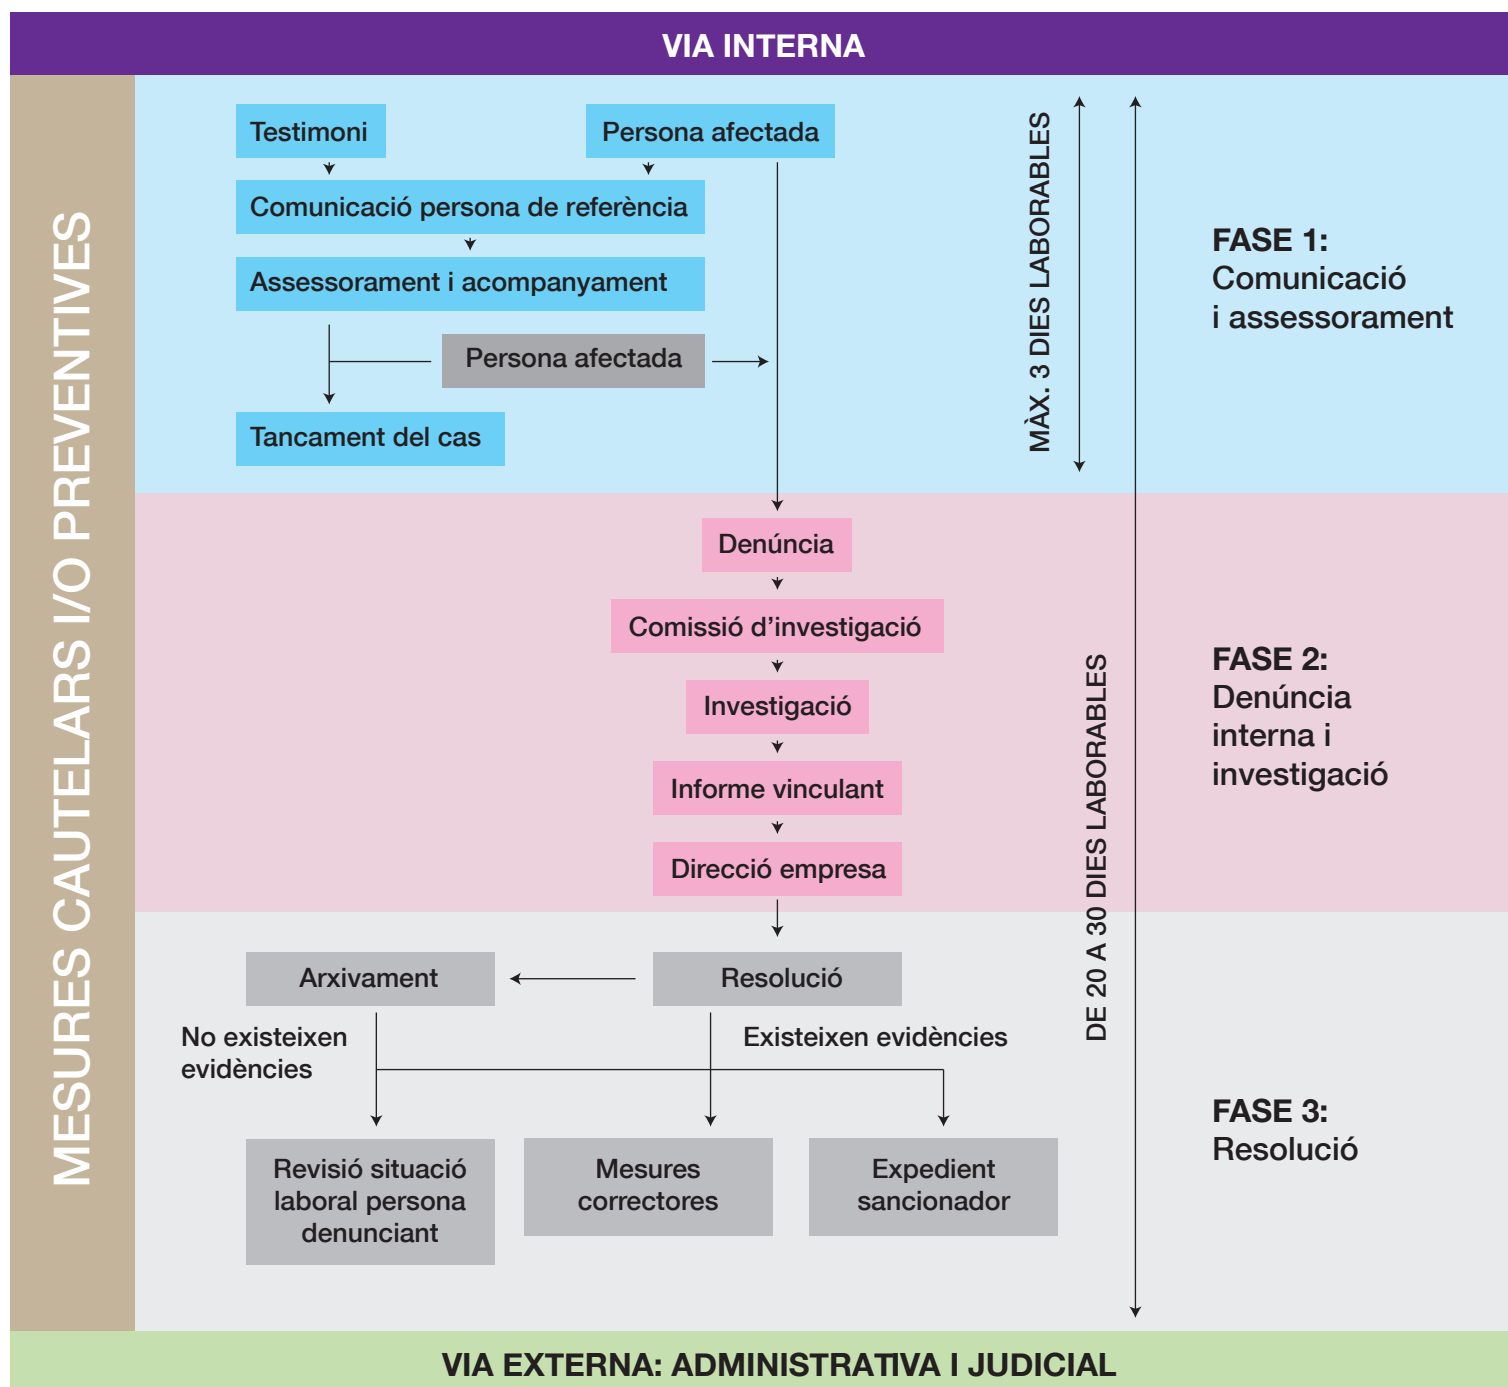 VIA INTERNA
MESURES CAUTELARS I/O PREVENTIVES
Testimoni
Persona afectada
Comunicació persona de referència
Assessorament i acompanyament
Persona afectada
Tancament del cas
MÀX. 3 DIES LABORABLES
FASE 1:
Comunicació
i assessorament
Denúncia
Comissió d’investigació
Investigació
Informe vinculant
Direcció empresa
DE 20 A 30 DIES LABORABLES
FASE 2:
Denúncia
interna i
investigació
Arxivament
Resolució
No existeixen
evidències
Existeixen evidències
Revisió situació
laboral persona
denunciant
Mesures
correctores
Expedient
sancionador
FASE 3:
Resolució
VIA EXTERNA: ADMINISTRATIVA I JUDICIAL